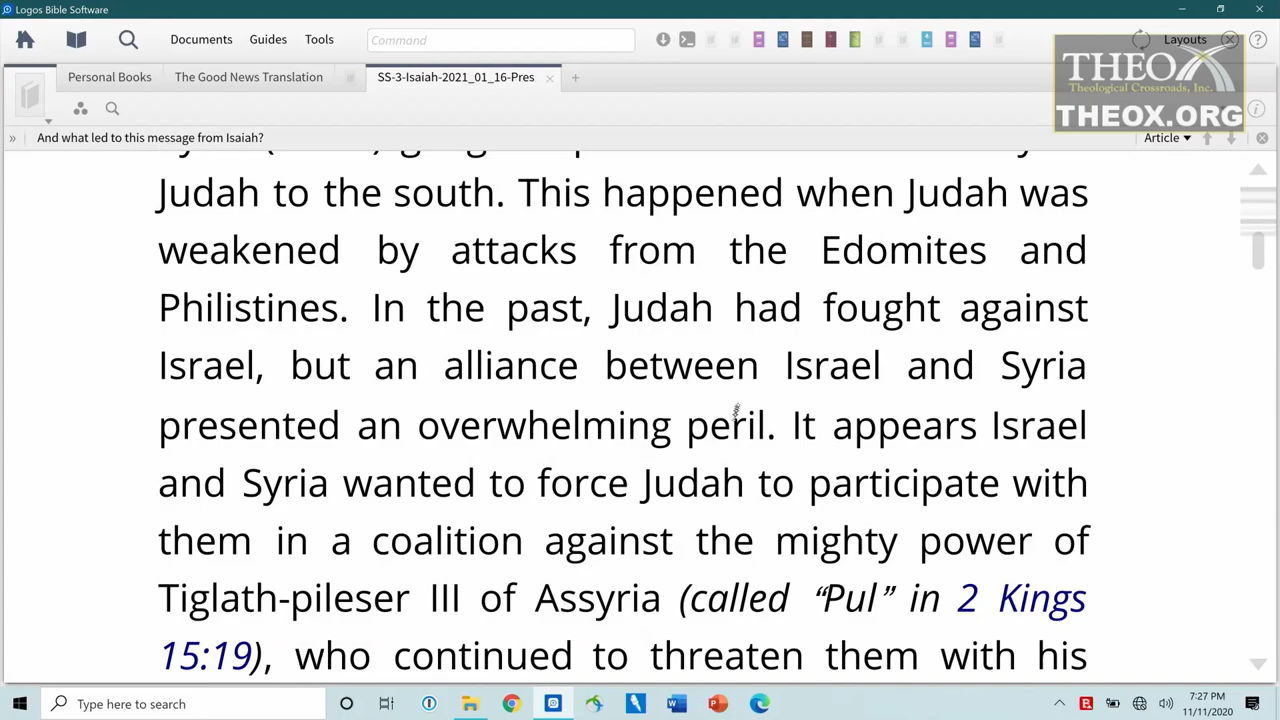 Logos Bible Software
Documents Guides Tools Command Layouts
THEOX
Theological Crossroads, Inc.
THEOX.ORG
Personal Books The Good News Translation SS-3-Isaiah-2021_01_16-Pres
And what led to this message from Isaiah? Article
Judah to the south. This happened when Judah was
weakened by attacks from the Edomites and
Philistines. In the past, Judah had fought against
Israel, but an alliance between Israel and Syria
presented an overwhelming peril. It appears Israel
and Syria wanted to force Judah to participate with
them in a coalition against the mighty power of
Tiglath-pileser III of Assyria (called “Pul” in 2 Kings
15:19), who continued to threaten them with his
Type here to search
7:27 PM
11/11/2020